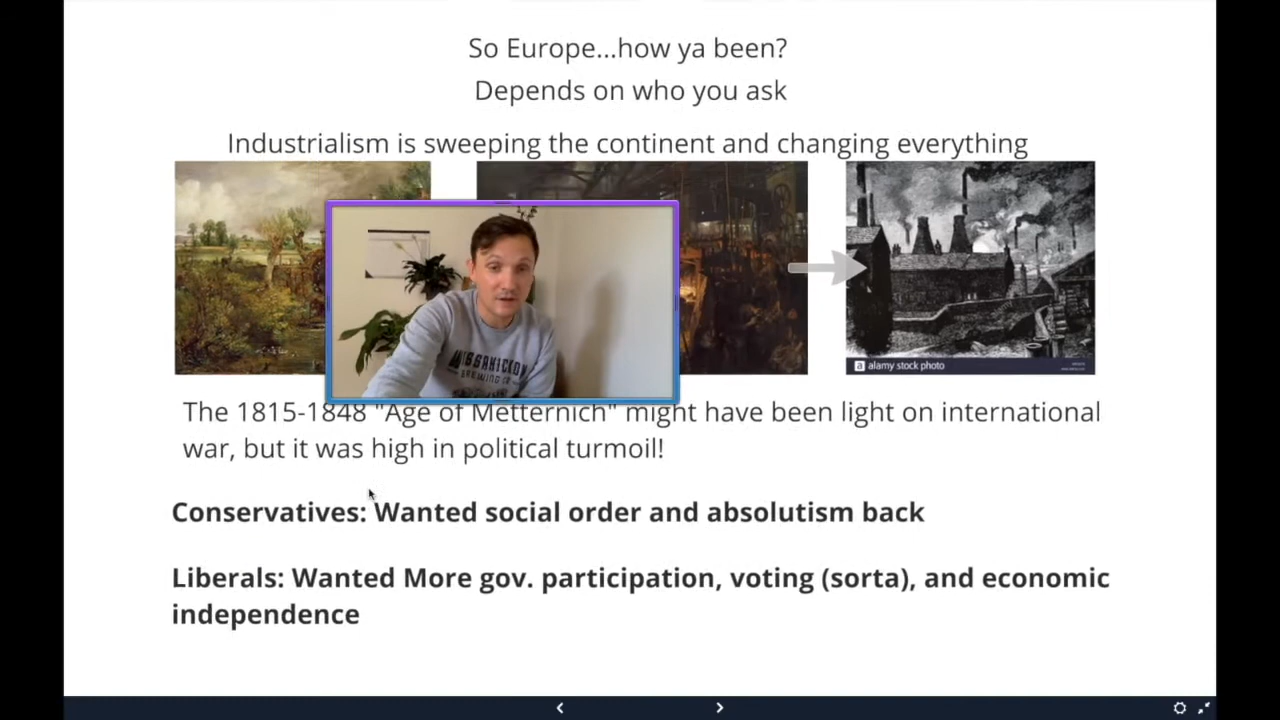 So Europe...how ya been?
Depends on who you ask
Industrialism is sweeping the continent and changing everything
BREWING CO
a alamy stock photo
The 1815-1848 "Age of Metternich" might have been light on international
war, but it was high in political turmoil!
Conservatives: Wanted social order and absolutism back
Liberals: Wanted More gov. participation, voting (sorta), and economic
independence